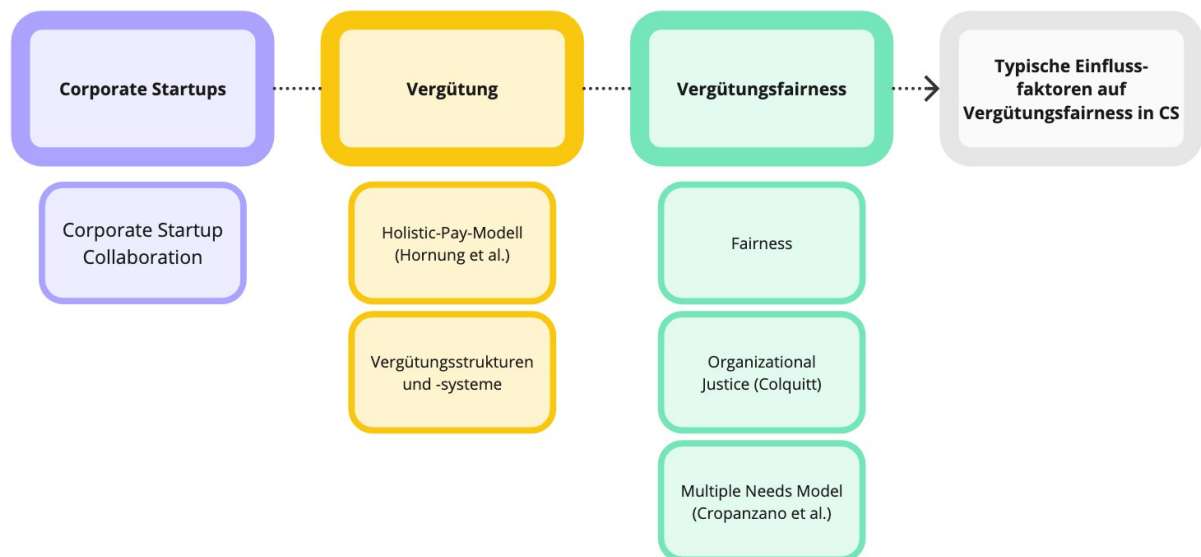 Corporate Startups
Vergütung
Vergütungsfairness
Typische Einfluss-
faktoren auf
Vergütungsfairness in CS
Corporate Startup
Collaboration
Holistic-Pay-Modell
(Hornung et al.)
Vergütungsstrukturen
und -systeme
Fairness
Organizational
Justice (Colquitt)
Multiple Needs Model
(Cropanzano et al.)